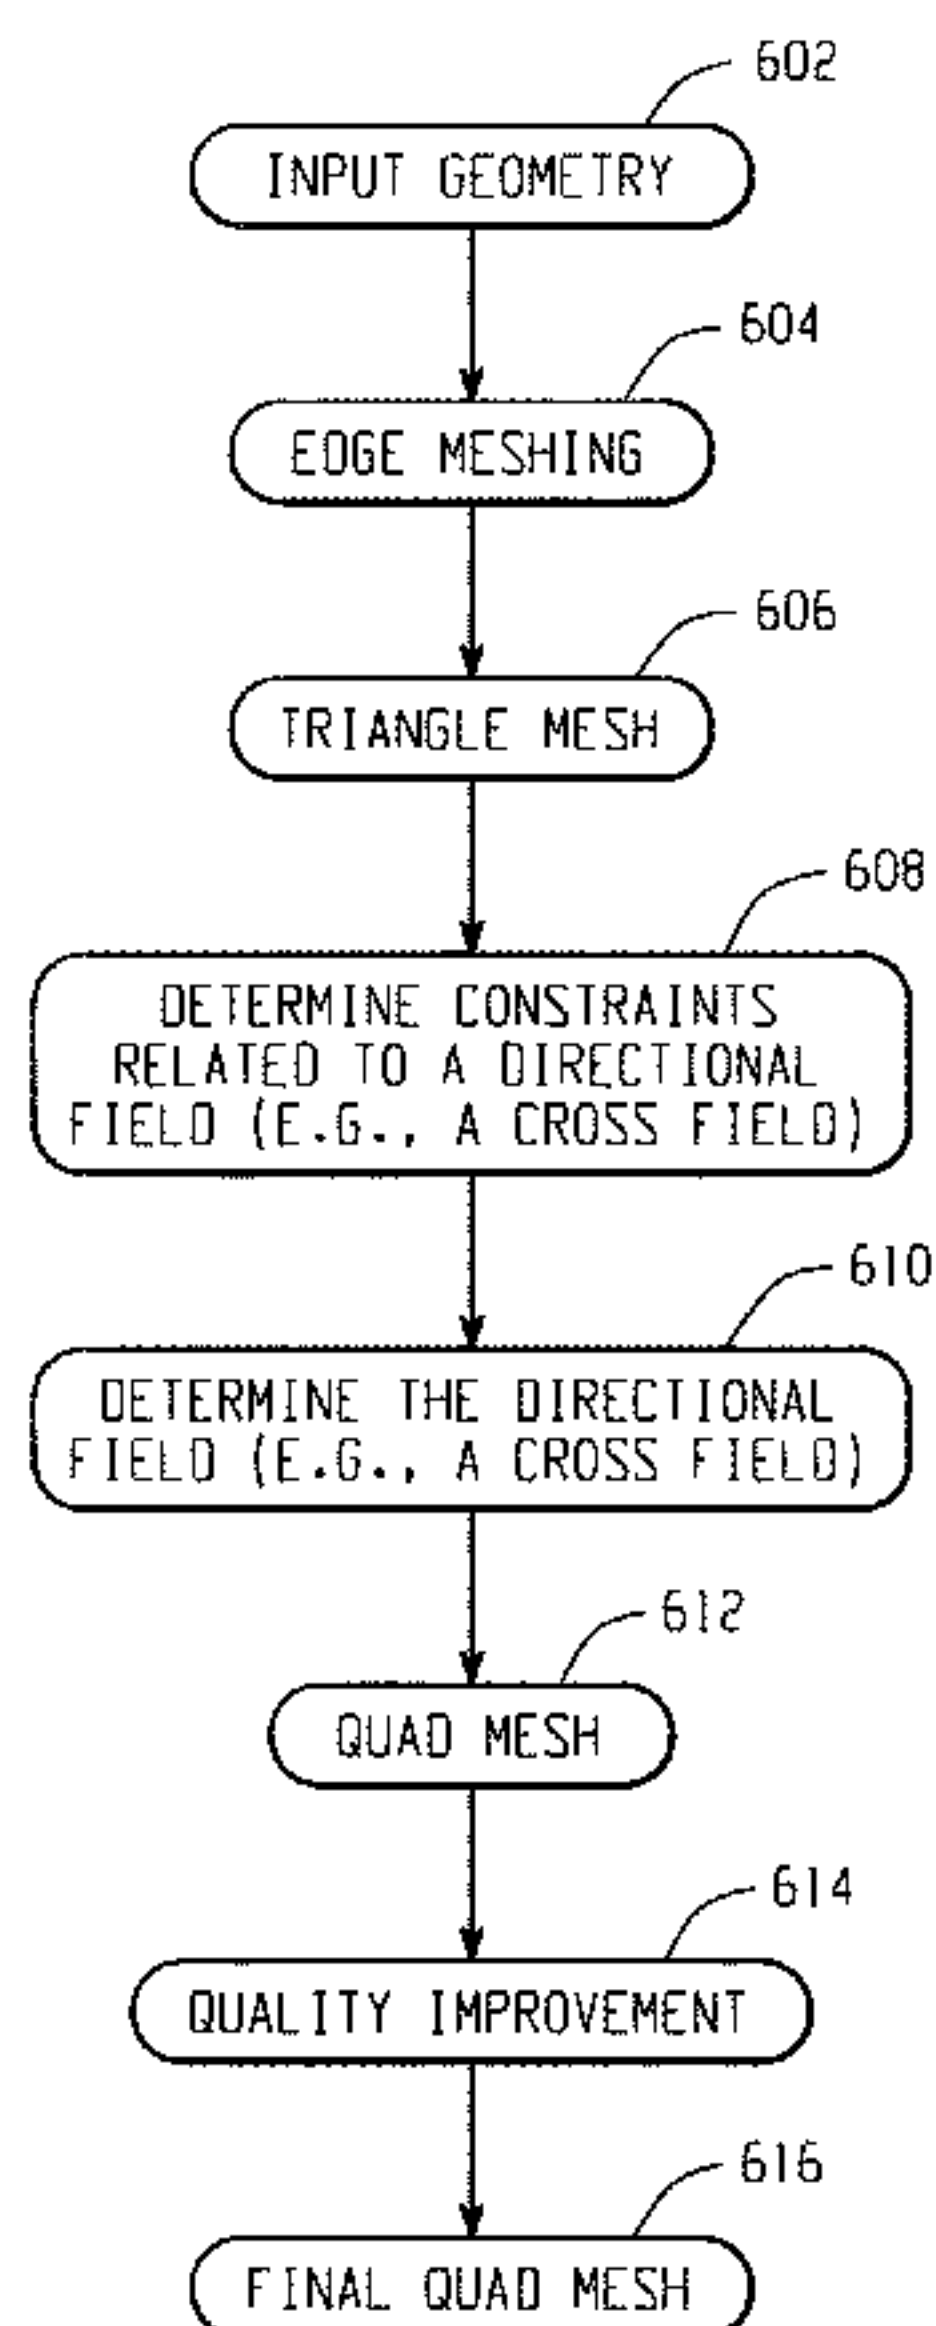 602
INPUT GEOMETRY
604
EDGE MESHING
606
TRIANGLE MESH
608
DETERMINE CONSTRAINTS
RELATED TO A DIRECTIONAL
FIELD (E.G., A CROSS FIELD)
610
DETERMINE THE DIRECTIONAL
FIELD (E.G., A CROSS FIELD)
612
QUAD MESH
614
QUALITY IMPROVEMENT
616
FINAL QUAD MESH